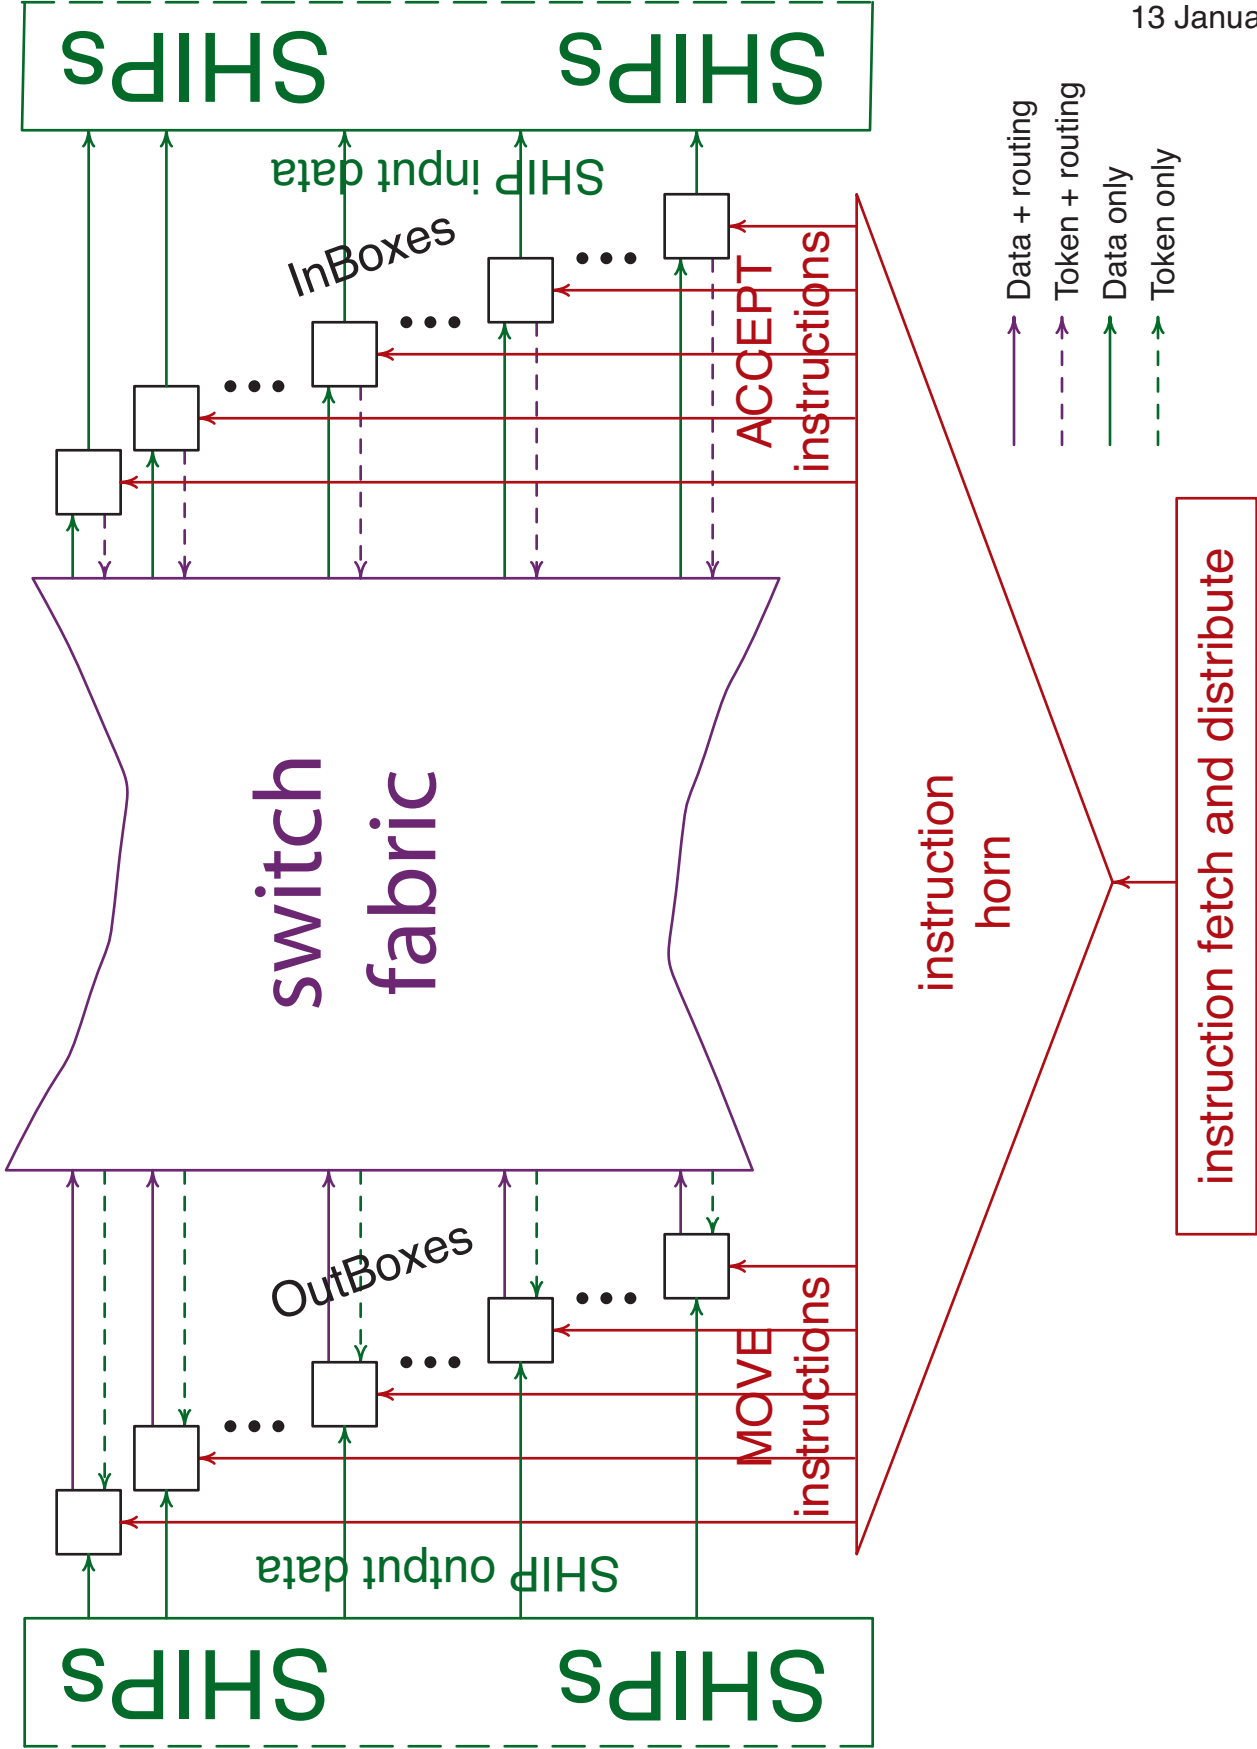 13 Janua
SHIPs
SHIPs
SHIP input data
InBoxes
ACCEPT
instructions
switch
fabric
OutBoxes
MOVE
instructions
SHIP output data
SHIPs
SHIPs
instruction
horn
instruction fetch and distribute
Data + routing
Token + routing
Data only
Token only